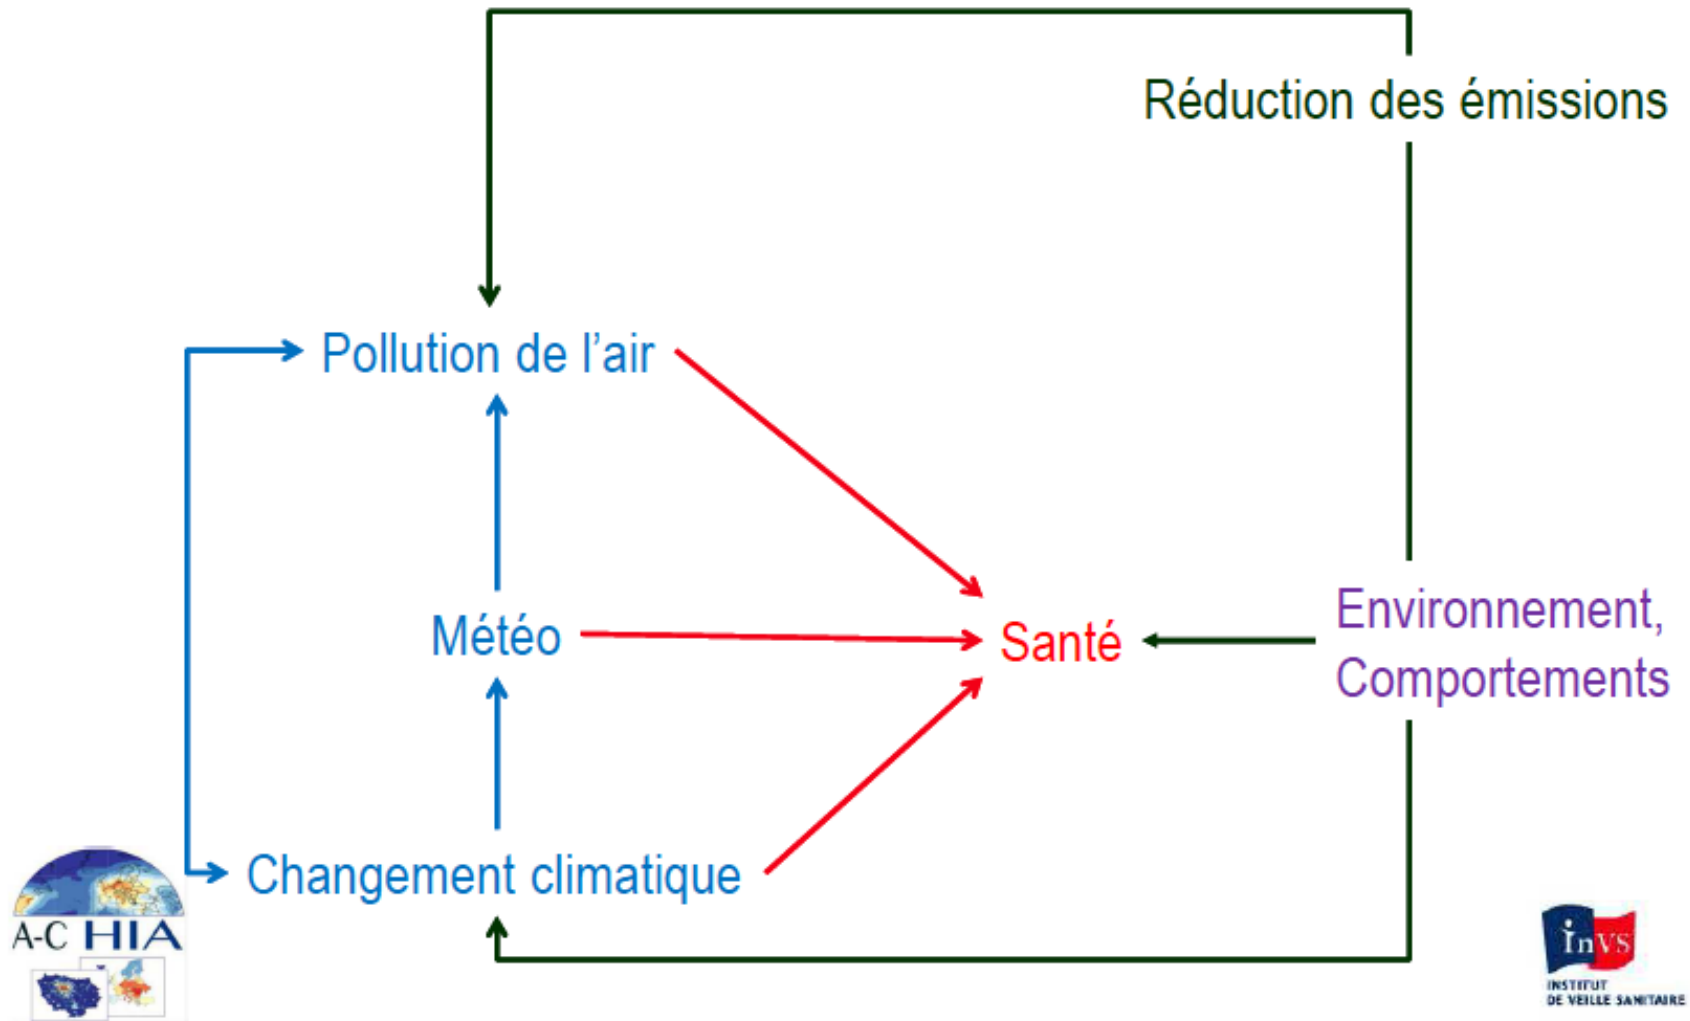 Réduction des émissions
Pollution de l'air
Météo
Santé
Environnement,
Comportements
Changement climatique
A-C HIA
InVS
INSTITUT
DE VEILLE SANITAIRE